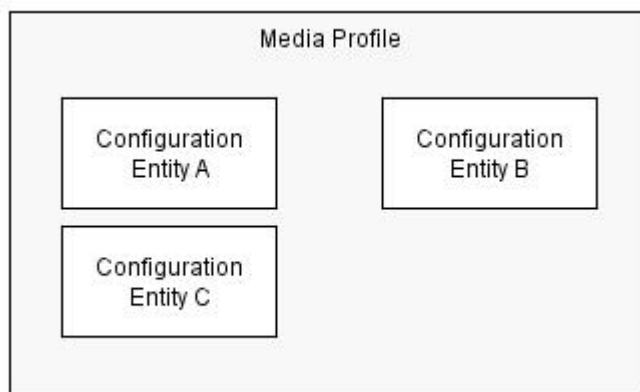 Media Profile
Configuration
Entity A
Configuration
Entity B
Configuration
Entity C